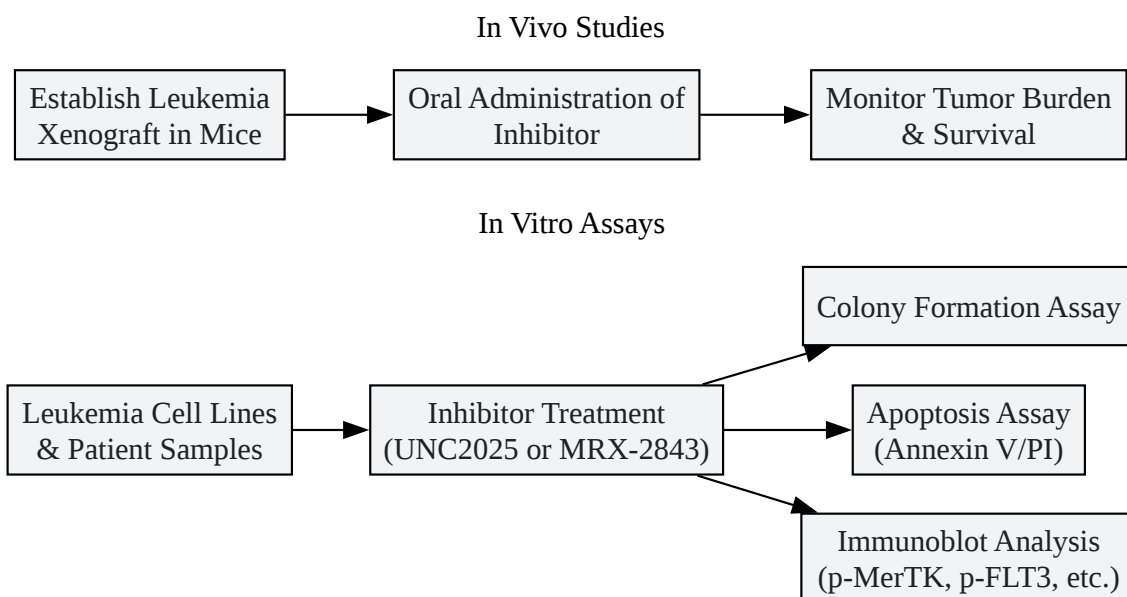 In Vivo Studies
Establish Leukemia
Xenograft in Mice
Oral Administration of
Inhibitor
Monitor Tumor Burden
& Survival
In Vitro Assays
Leukemia Cell Lines
& Patient Samples
Inhibitor Treatment
(UNC2025 or MRX-2843)
Colony Formation Assay
Apoptosis Assay
(Annexin V/PI)
Immunoblot Analysis
(p-MerTK, p-FLT3, etc.)